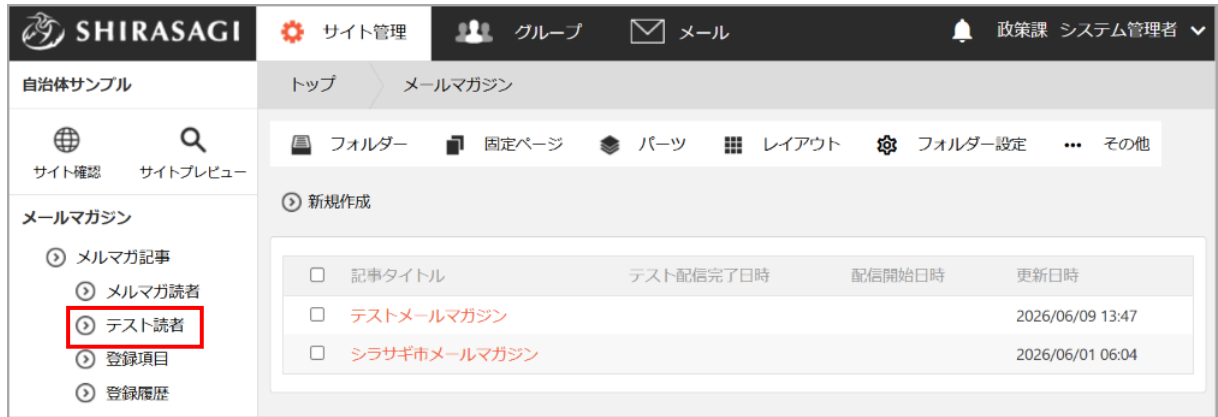 SHIRASAGI サイト管理 グループ メール 政策課 システム管理者
自治体サンプル
トップ メールマガジン
サイト確認 サイトプレビュー
フォルダー 固定ページ パーツ レイアウト フォルダー設定 ••• その他
メールマガジン
メルマガ記事
メルマガ読者
テスト読者
登録項目
登録履歴
新規作成
記事タイトル テスト配信完了日時 配信開始日時 更新日時
テストメールマガジン 2026/06/09 13:47
シラサギ市メールマガジン 2026/06/01 06:04